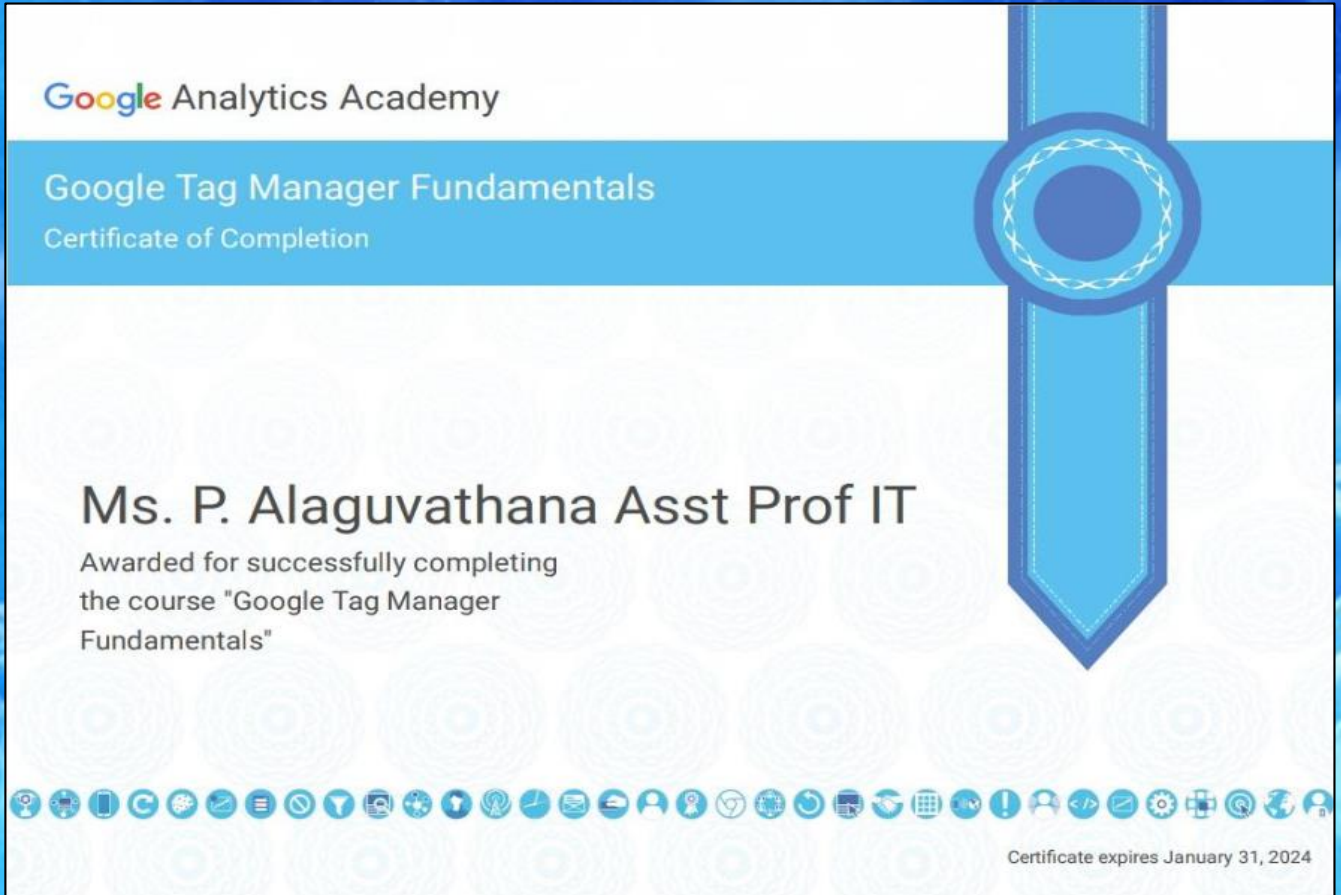 Google Analytics Academy
Google Tag Manager Fundamentals
Certificate of Completion
Ms. P. Alaguvathana Asst Prof IT
Awarded for successfully completing
the course "Google Tag Manager
Fundamentals"
Certificate expires January 31, 2024